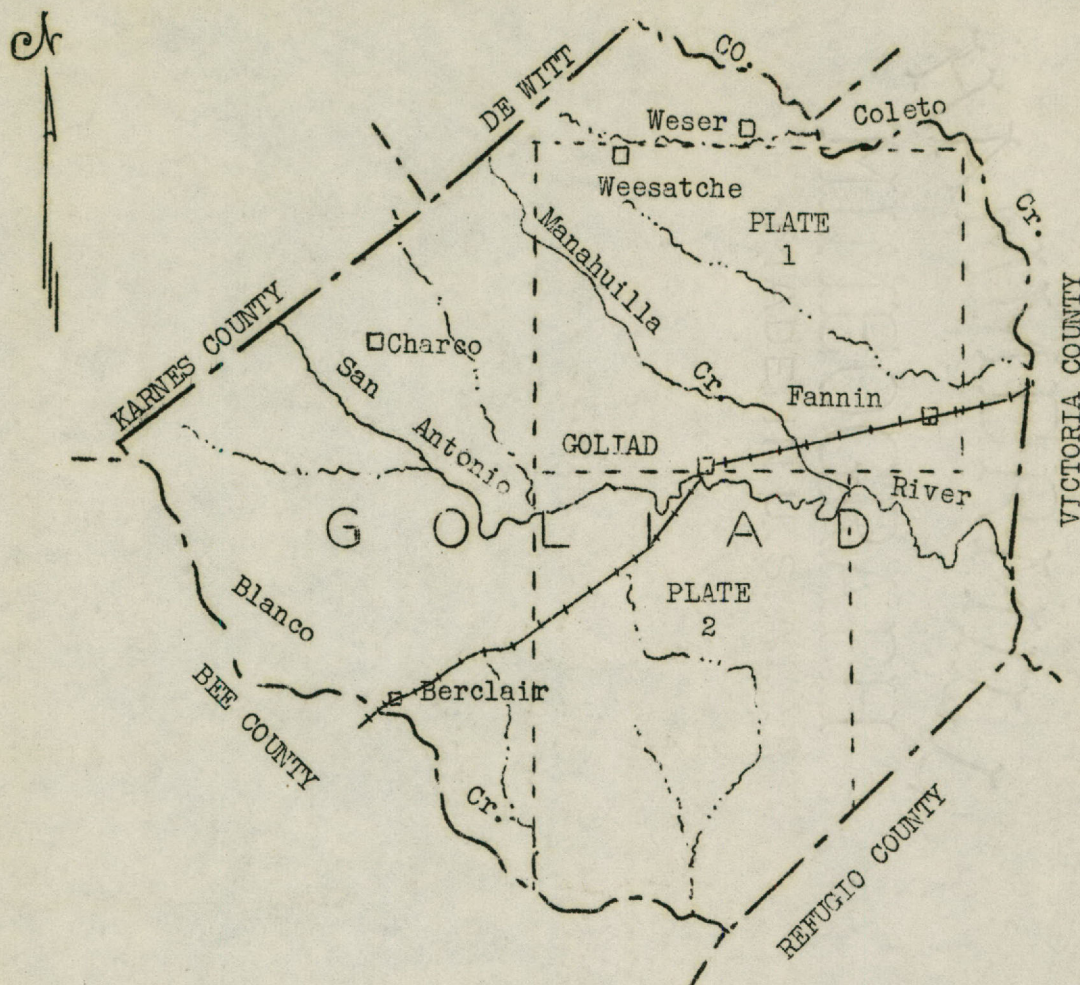 N
DE WITT CO.
Weser
Coleto Cr.
Weesatche
PLATE
1
Manahuilla Cr.
KARNES COUNTY
Charco
San Antonio River
Fannin
GOLIAD
VICTORIA COUNTY
G O L I A D
Blanco Cr.
PLATE
2
BEE COUNTY
Berclair
REFUGIO COUNTY